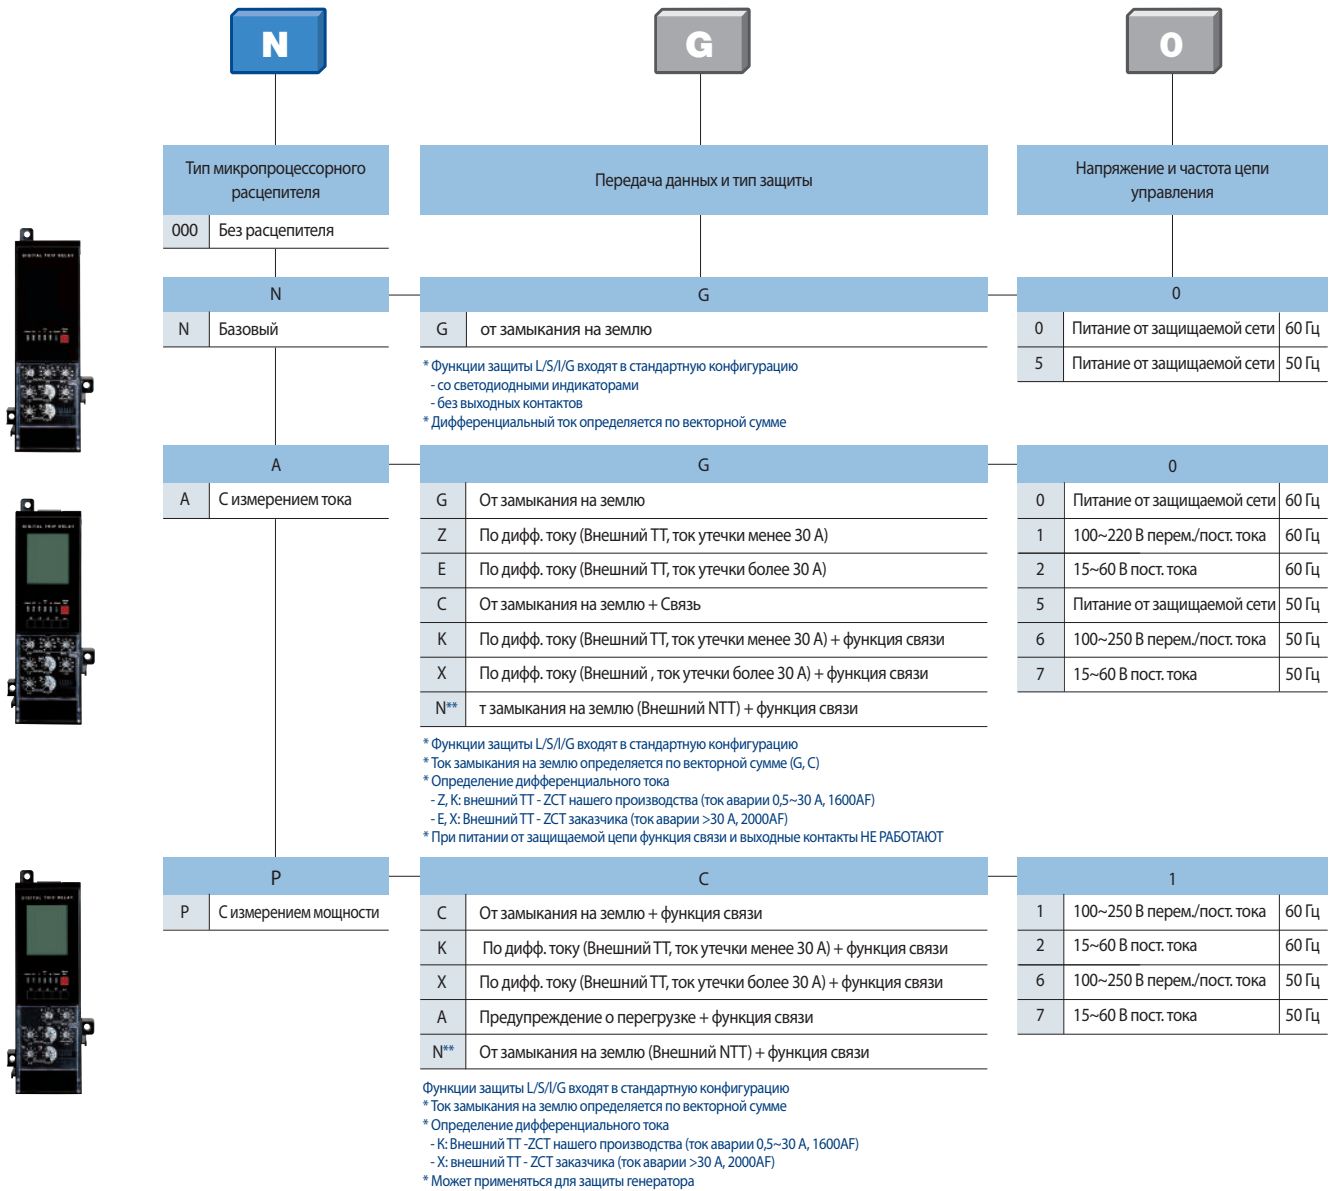 N
G
0
Тип микропроцессорного
расцепителя
000 Без расцепителя
Передача данных и тип защиты
Напряжение и частота цепи
управления
DIGITAL TRIP RELAY
N
N Базовый
G
G от замыкания на землю
* Функции защиты L/S/I/G входят в стандартную конфигурацию
- со светодиодными индикаторами
- без выходных контактов
* Дифференциальный ток определяется по векторной сумме
0
0 Питание от защищаемой сети 60 Гц
5 Питание от защищаемой сети 50 Гц
DIGITAL TRIP RELAY
A
A С измерением тока
G
G От замыкания на землю
Z По дифф. току (Внешний ТТ, ток утечки менее 30 А)
E По дифф. току (Внешний ТТ, ток утечки более 30 А)
C От замыкания на землю + Связь
K По дифф. току (Внешний ТТ, ток утечки менее 30 А) + функция связи
X По дифф. току (Внешний , ток утечки более 30 А) + функция связи
N** т замыкания на землю (Внешний NTT) + функция связи
* Функции защиты L/S/I/G входят в стандартную конфигурацию
* Ток замыкания на землю определяется по векторной сумме (G, C)
* Определение дифференциального тока
- Z, K: внешний ТТ - ZCT нашего производства (ток аварии 0,5~30 А, 1600AF)
- E, X: Внешний ТТ - ZCT заказчика (ток аварии >30 А, 2000AF)
* При питании от защищаемой цепи функция связи и выходные контакты НЕ РАБОТАЮТ
0
0 Питание от защищаемой сети 60 Гц
1 100~220 В перем./пост. тока 60 Гц
2 15~60 В пост. тока 60 Гц
5 Питание от защищаемой сети 50 Гц
6 100~250 В перем./пост. тока 50 Гц
7 15~60 В пост. тока 50 Гц
DIGITAL TRIP RELAY
P
P С измерением мощности
C
C От замыкания на землю + функция связи
K По дифф. току (Внешний ТТ, ток утечки менее 30 А) + функция связи
X По дифф. току (Внешний ТТ, ток утечки более 30 А) + функция связи
A Предупреждение о перегрузке + функция связи
N** От замыкания на землю (Внешний NTT) + функция связи
Функции защиты L/S/I/G входят в стандартную конфигурацию
* Ток замыкания на землю определяется по векторной сумме
* Определение дифференциального тока
- K: Внешний ТТ -ZCT нашего производства (ток аварии 0,5~30 А, 1600AF)
- X: внешний ТТ - ZCT заказчика (ток аварии >30 А, 2000AF)
* Может применяться для защиты генератора
1
1 100~250 В перем./пост. тока 60 Гц
2 15~60 В пост. тока 60 Гц
6 100~250 В перем./пост. тока 50 Гц
7 15~60 В пост. тока 50 Гц